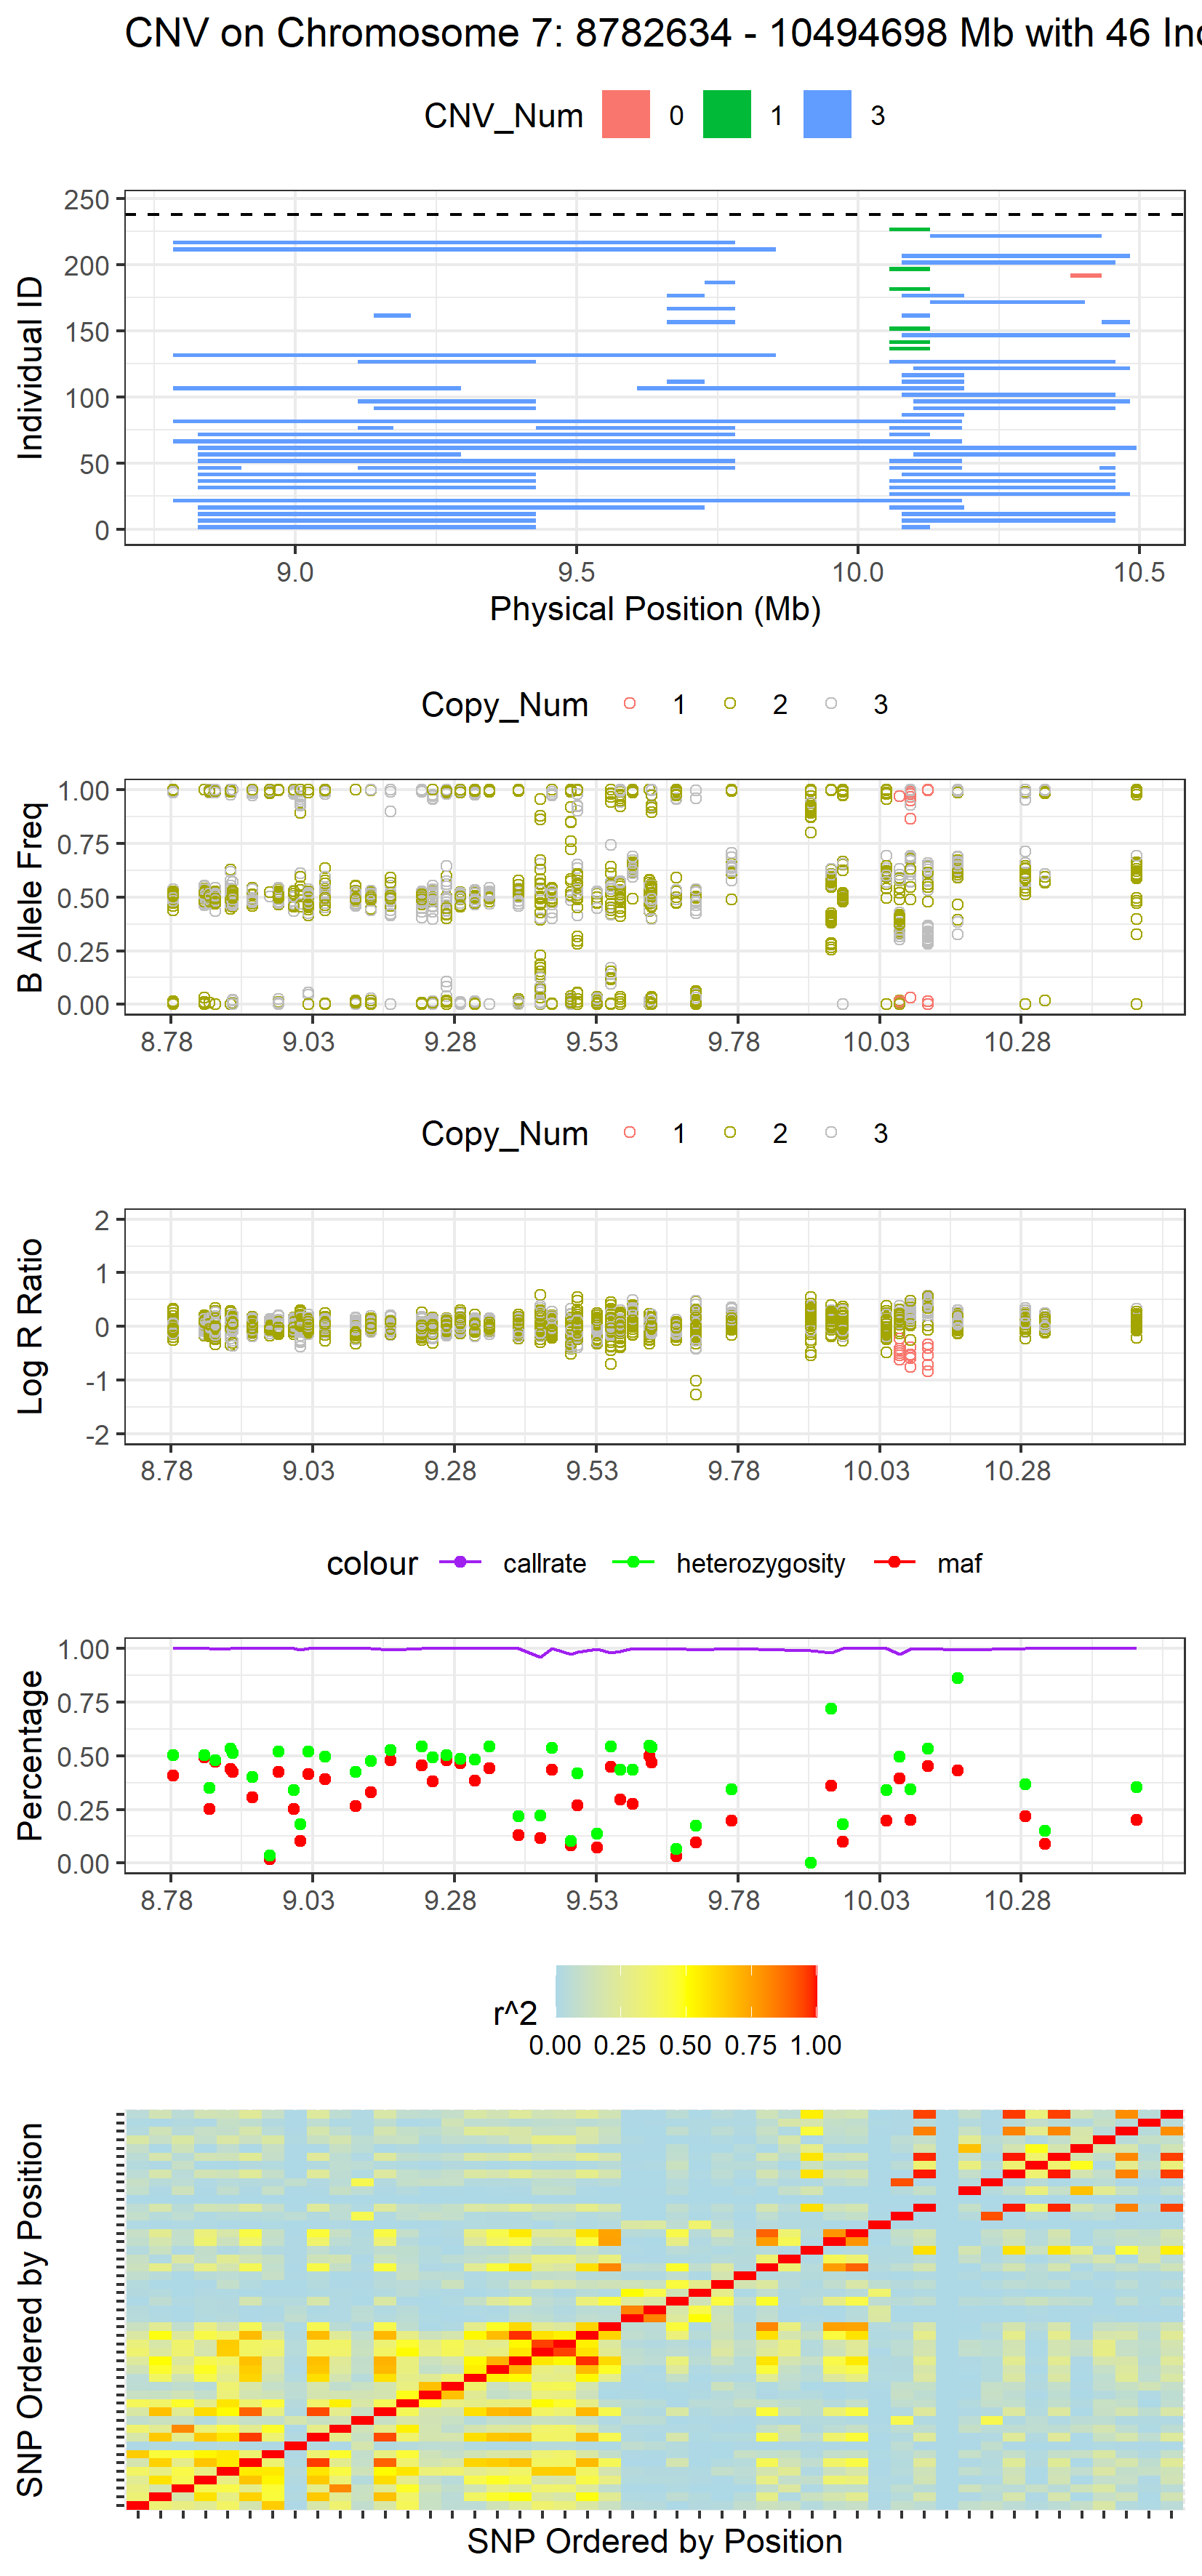 CNV on Chromosome 7: 8782634 - 10494698 Mb with 46
CNV_Num 0 1 3
250
200
150
100
50
0
Individual ID
9.0 9.5 10.0 10.5
Physical Position (Mb)
Copy_Num 1 2 3
1.00
0.75
0.50
0.25
0.00
B Allele Freq
8.78 9.03 9.28 9.53 9.78 10.03 10.28
Copy_Num 1 2 3
2
1
0
-1
-2
Log R Ratio
8.78 9.03 9.28 9.53 9.78 10.03 10.28
colour callrate heterozygosity maf
1.00
0.75
0.50
0.25
0.00
Percentage
8.78 9.03 9.28 9.53 9.78 10.03 10.28
r^2
0.00 0.25 0.50 0.75 1.00
SNP Ordered by Position
SNP Ordered by Position